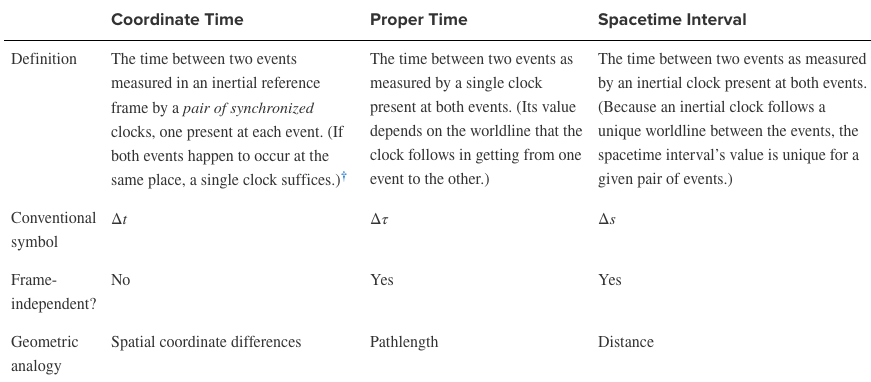 Coordinate Time Proper Time Spacetime Interval
Definition The time between two events The time between two events as The time between two events as measured
measured in an inertial reference measured by a single clock by an inertial clock present at both events.
frame by a pair of synchronized present at both events. (Its value (Because an inertial clock follows a
clocks, one present at each event. (If depends on the worldline that the unique worldline between the events, the
both events happen to occur at the clock follows in getting from one spacetime interval’s value is unique for a
same place, a single clock suffices.)† event to the other.) given pair of events.)
Conventional Δt Δτ Δs
symbol
Frame- No Yes Yes
independent?
Geometric Spatial coordinate differences Pathlength Distance
analogy